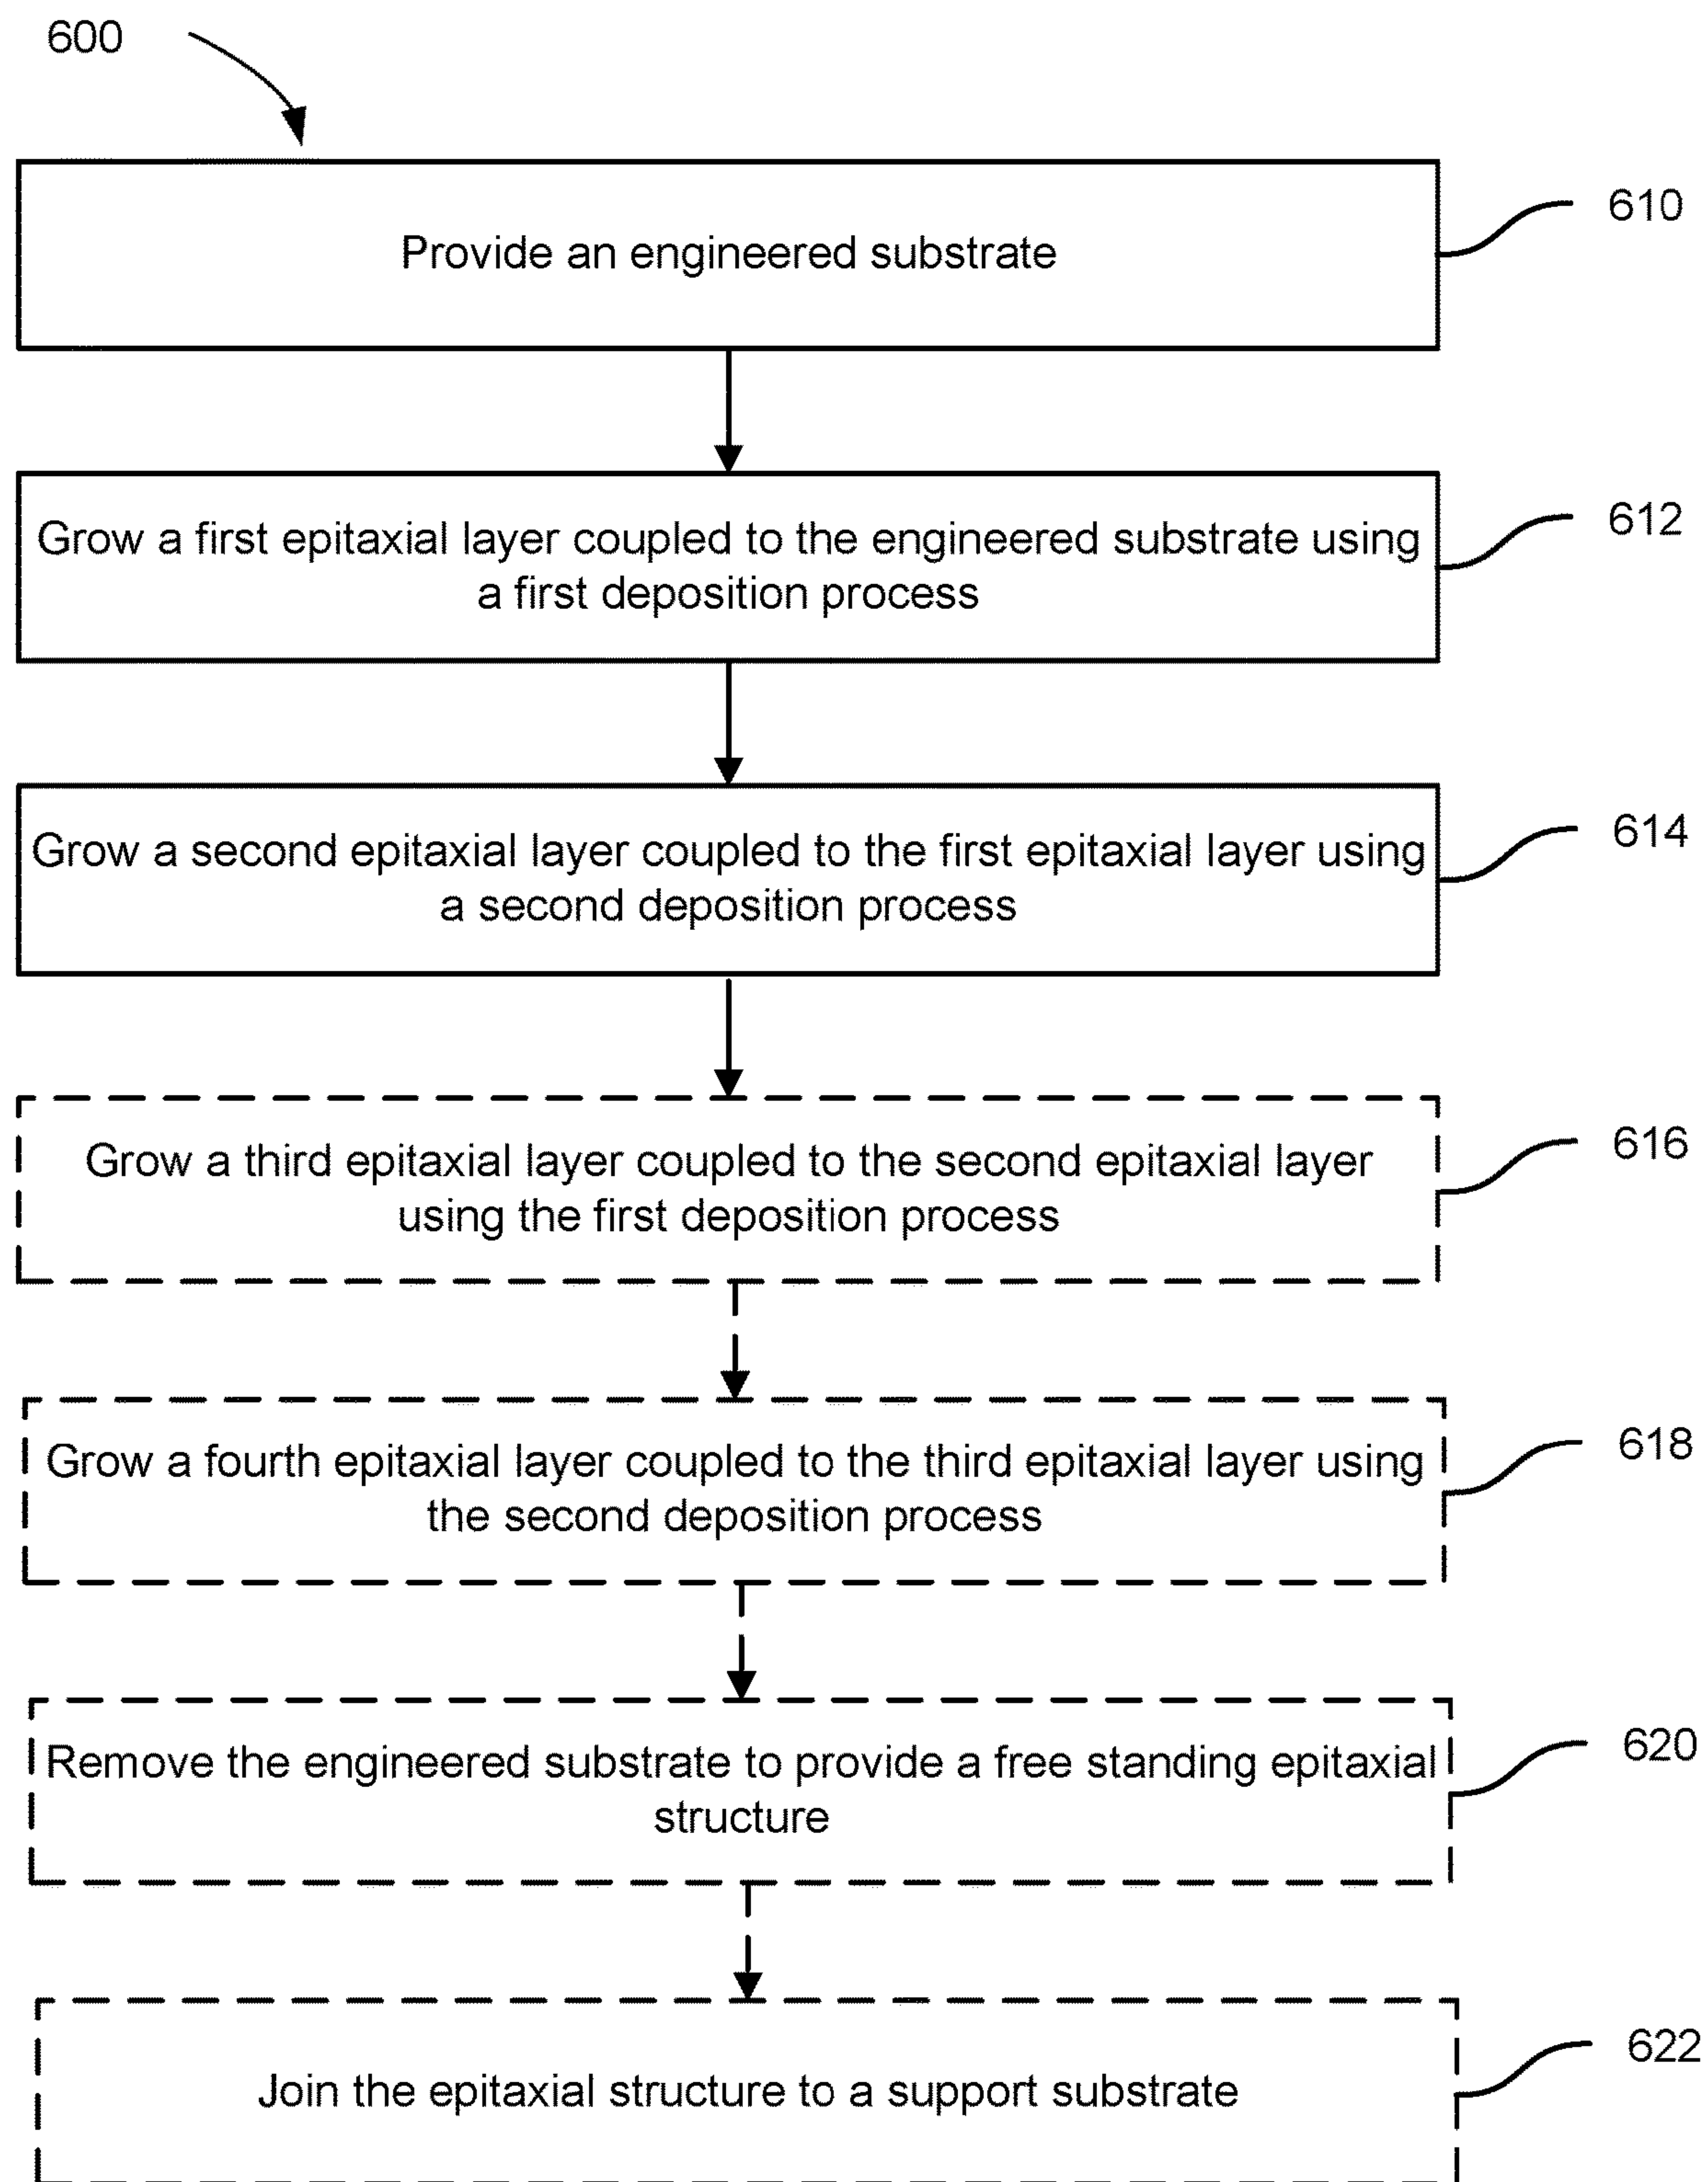 600
Provide an engineered substrate
610
Grow a first epitaxial layer coupled to the engineered substrate using
a first deposition process
612
Grow a second epitaxial layer coupled to the first epitaxial layer using
a second deposition process
614
Grow a third epitaxial layer coupled to the second epitaxial layer
using the first deposition process
616
Grow a fourth epitaxial layer coupled to the third epitaxial layer using
the second deposition process
618
Remove the engineered substrate to provide a free standing epitaxial
structure
620
Join the epitaxial structure to a support substrate
622